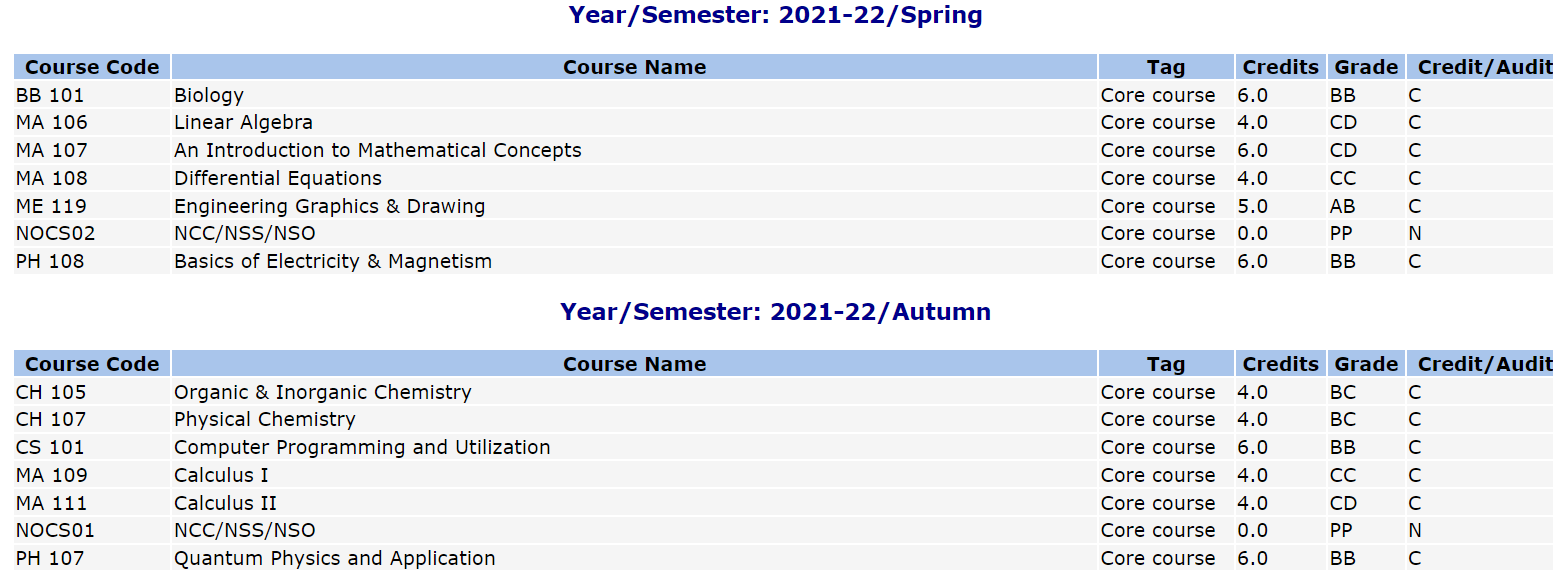 Year/Semester: 2021-22/Spring
Course Code Course Name Tag Credits Grade Credit/Audit
BB 101 Biology Core course 6.0 BB C
MA 106 Linear Algebra Core course 4.0 CD C
MA 107 An Introduction to Mathematical Concepts Core course 6.0 CD C
MA 108 Differential Equations Core course 4.0 CC C
ME 119 Engineering Graphics & Drawing Core course 5.0 AB C
NOCS02 NCC/NSS/NSO Core course 0.0 PP N
PH 108 Basics of Electricity & Magnetism Core course 6.0 BB C
Year/Semester: 2021-22/Autumn
Course Code Course Name Tag Credits Grade Credit/Audit
CH 105 Organic & Inorganic Chemistry Core course 4.0 BC C
CH 107 Physical Chemistry Core course 4.0 BC C
CS 101 Computer Programming and Utilization Core course 6.0 BB C
MA 109 Calculus I Core course 4.0 CC C
MA 111 Calculus II Core course 4.0 CD C
NOCS01 NCC/NSS/NSO Core course 0.0 PP N
PH 107 Quantum Physics and Application Core course 6.0 BB C